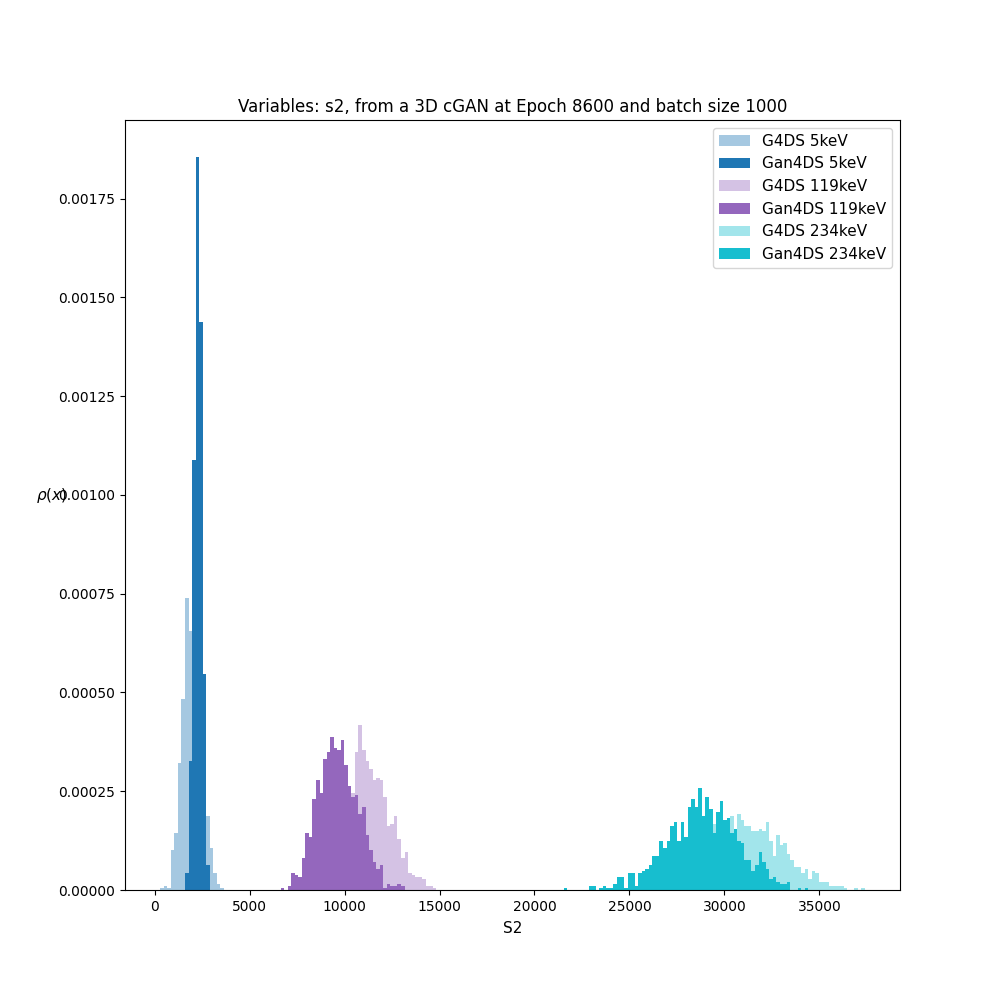 Variables: s2, from a 3D cGAN at Epoch 8600 and batch size 1000
G4DS 5keV
Gan4DS 5keV
G4DS 119keV
Gan4DS 119keV
G4DS 234keV
Gan4DS 234keV
0.00175
0.00150
0.00125
ρ(x) 0.00100
0.00075
0.00050
0.00025
0.00000
0 5000 10000 15000 20000 25000 30000 35000
S2